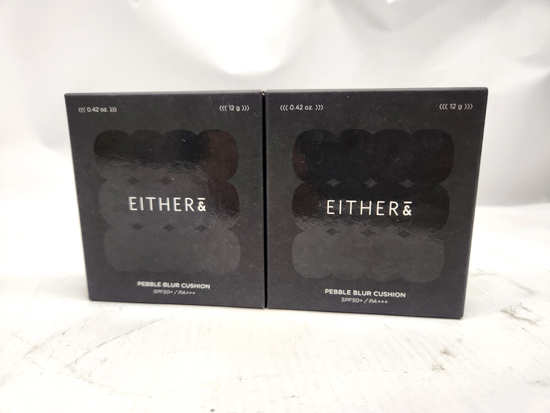 ((( 0.42 oz. )))
((( 12 g )))
EITHER&
PEBBLE BLUR CUSHION
SPF50+ / PA+++
((( 0.42 oz. )))
((( 12 g )))
EITHER&
PEBBLE BLUR CUSHION
SPF50+ / PA+++